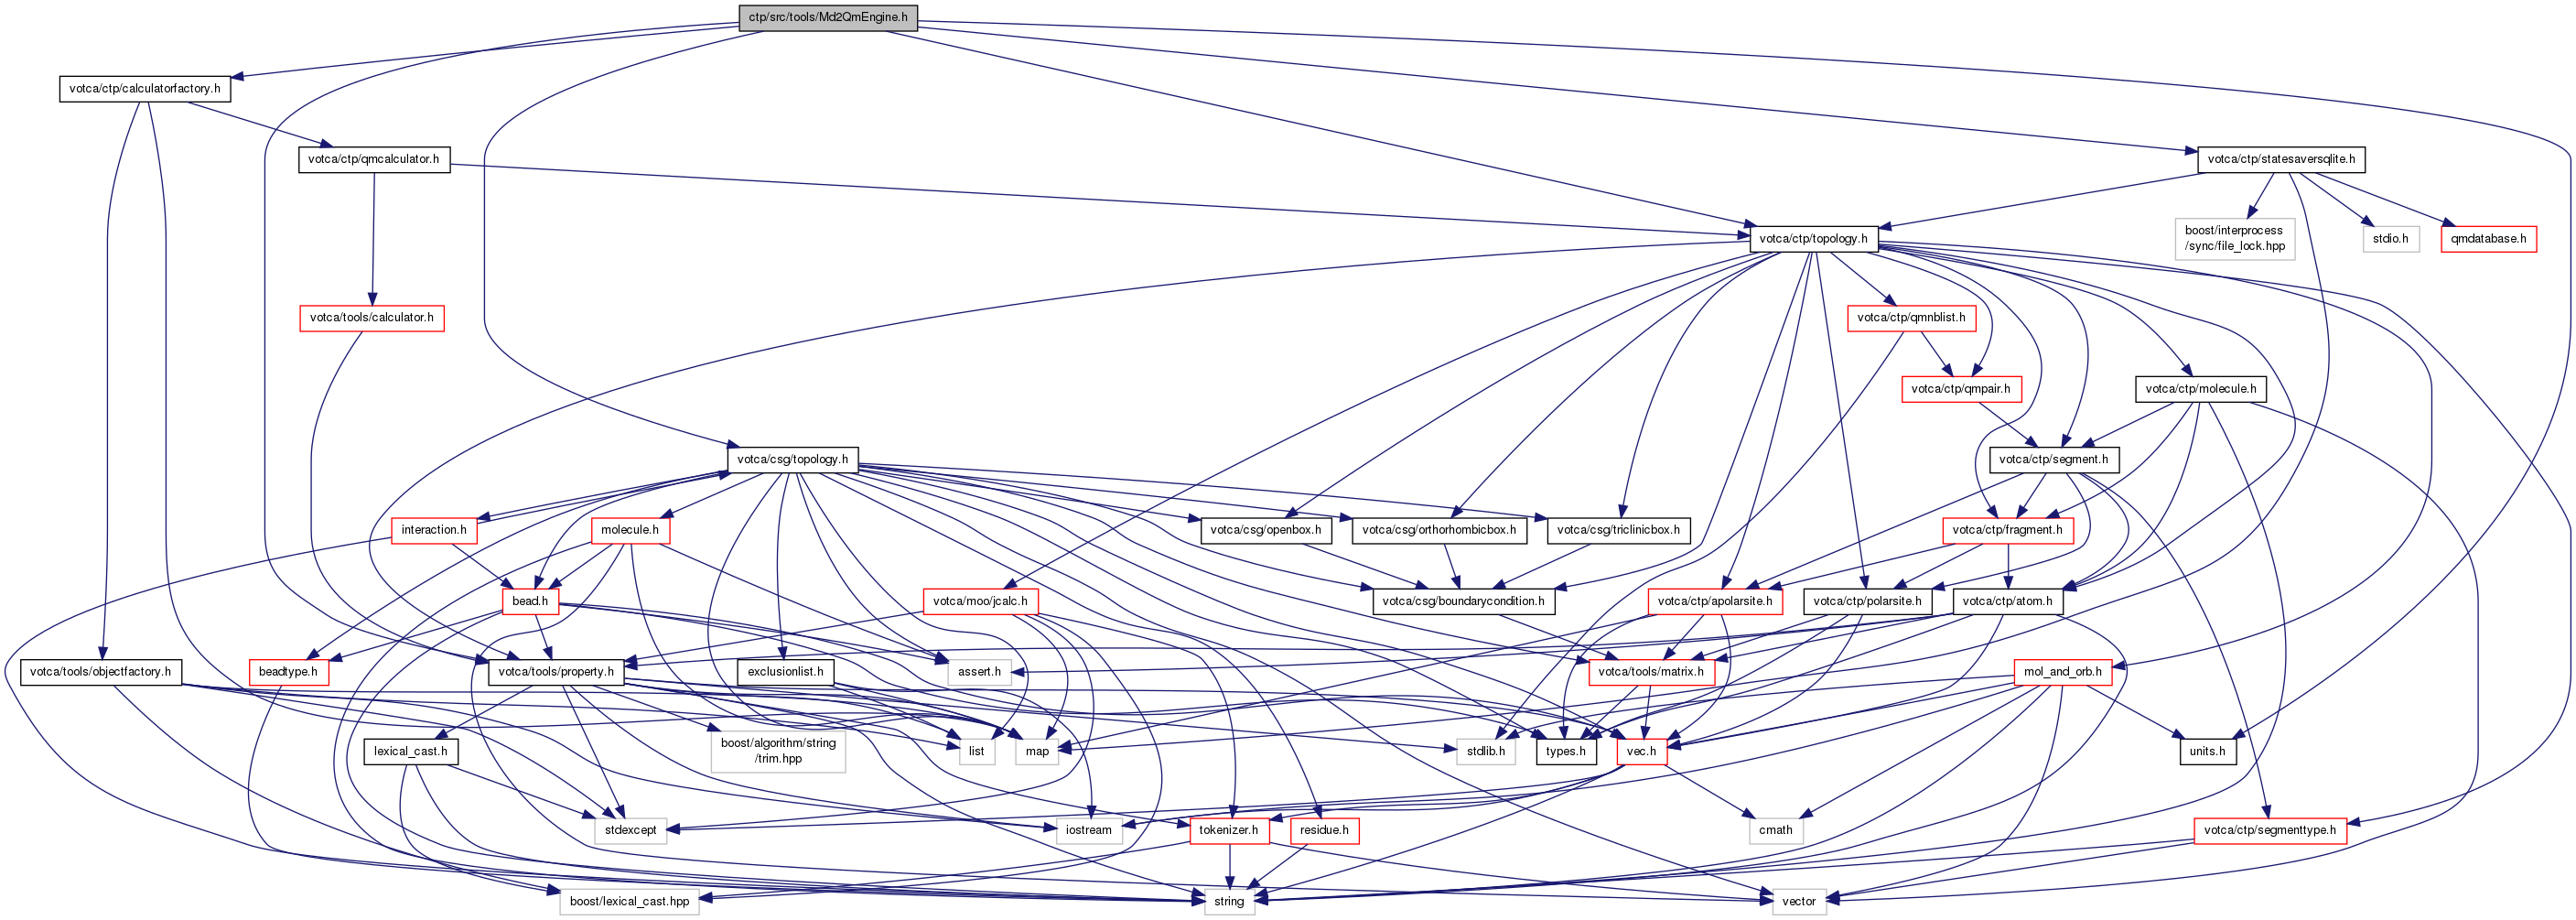 ctp/src/tools/Md2QmEngine.h
votca/ctp/calculatorfactory.h
votca/ctp/qmcalculator.h
votca/ctp/statesaversqlite.h
votca/ctp/topology.h
boost/interprocess
/sync/file_lock.hpp
stdio.h
qmdatabase.h
votca/tools/calculator.h
votca/ctp/qmnblist.h
votca/ctp/qmpair.h
votca/ctp/molecule.h
votca/csg/topology.h
votca/ctp/segment.h
interaction.h
molecule.h
votca/csg/openbox.h
votca/csg/orthorhombicbox.h
votca/csg/triclinicbox.h
votca/ctp/fragment.h
bead.h
votca/moo/jcalc.h
votca/csg/boundarycondition.h
votca/ctp/apolarsite.h
votca/ctp/polarsite.h
votca/ctp/atom.h
votca/tools/objectfactory.h
beadtype.h
votca/tools/property.h
exclusionlist.h
assert.h
votca/tools/matrix.h
mol_and_orb.h
lexical_cast.h
boost/algorithm/string
/trim.hpp
list
map
stdlib.h
types.h
vec.h
units.h
stdexcept
iostream
tokenizer.h
residue.h
cmath
votca/ctp/segmenttype.h
boost/lexical_cast.hpp
string
vector